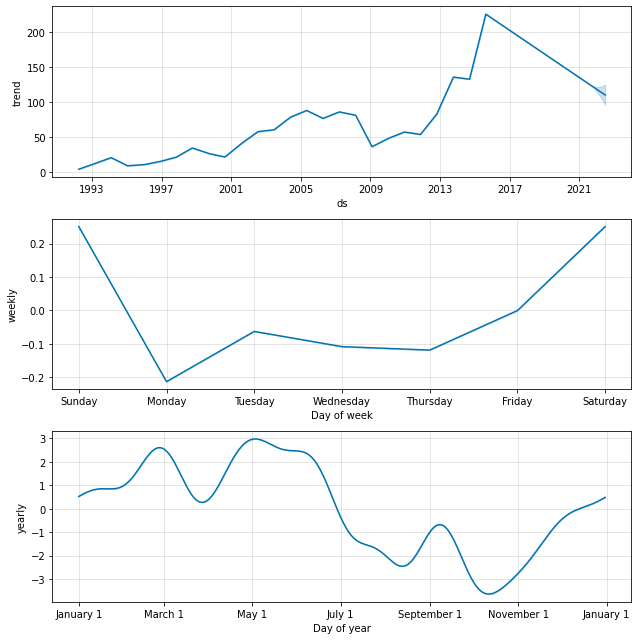 200
150
100
50
0
trend
1993 1997 2001 2005 2009 2013 2017 2021
ds
0.2
0.1
0.0
−0.1
−0.2
weekly
Sunday Monday Tuesday Wednesday Thursday Friday Saturday
Day of week
3
2
1
0
−1
−2
−3
yearly
January 1 March 1 May 1 July 1 September 1 November 1 January 1
Day of year